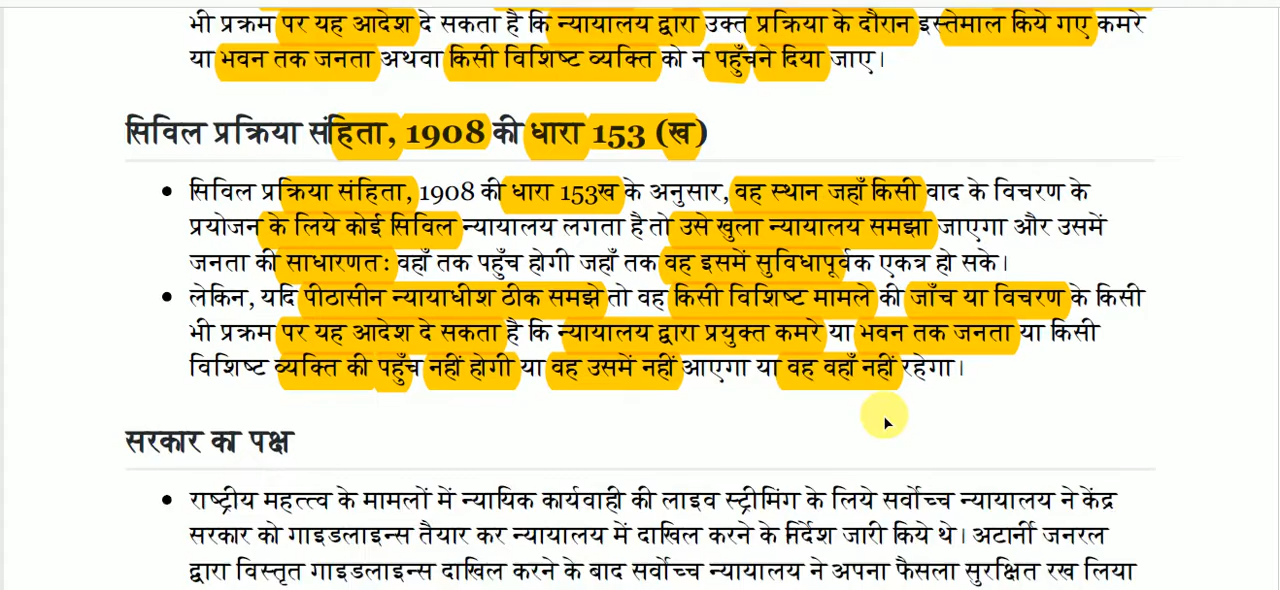 भी प्रक्रम पर यह आदेश दे सकता है कि न्यायालय द्वारा उक्त प्रक्रिया के दौरान इस्तेमाल किये गए कमरे
या भवन तक जनता अथवा किसी विशिष्ट व्यक्ति को न पहुँचने दिया जाए।
सिविल प्रक्रिया संहिता, 1908 की धारा 153 (ख)
• सिविल प्रक्रिया संहिता, 1908 की धारा 153ख के अनुसार, वह स्थान जहाँ किसी वाद के विचरण के
प्रयोजन के लिये कोई सिविल न्यायालय लगता है तो उसे खुला न्यायालय समझा जाएगा और उसमें
जनता की साधारणतः वहाँ तक पहुँच होगी जहाँ तक वह इसमें सुविधापूर्वक एकत्र हो सके।
• लेकिन, यदि पीठासीन न्यायाधीश ठीक समझे तो वह किसी विशिष्ट मामले की जाँच या विचरण के किसी
भी प्रक्रम पर यह आदेश दे सकता है कि न्यायालय द्वारा प्रयुक्त कमरे या भवन तक जनता या किसी
विशिष्ट व्यक्ति की पहुँच नहीं होगी या वह उसमें नहीं आएगा या वह वहाँ नहीं रहेगा।
सरकार का पक्ष
• राष्ट्रीय महत्त्व के मामलों में न्यायिक कार्यवाही की लाइव स्ट्रीमिंग के लिये सर्वोच्च न्यायालय ने केंद्र
सरकार को गाइडलाइन्स तैयार कर न्यायालय में दाखिल करने के निर्देश जारी किये थे। अटार्नी जनरल
द्वारा विस्तृत गाइडलाइन्स दाखिल करने के बाद सर्वोच्च न्यायालय ने अपना फैसला सुरक्षित रख लिया